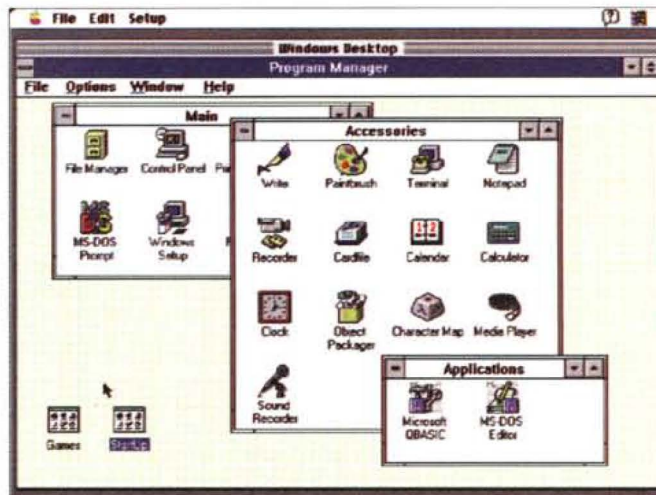 File Edit Setup
Windows Desktop
Program Manager
File Options Window Help
Main
File Manager Control Panel
MS-DOS Prompt
Windows Setup
Accessories
Write Paintbrush Terminal Notepad
Recorder Cardfile Calendar Calculator
Clock Object Packager Character Map Media Player
Sound Recorder
Applications
Microsoft QBASIC
MS-DOS Editor
Games StartUp